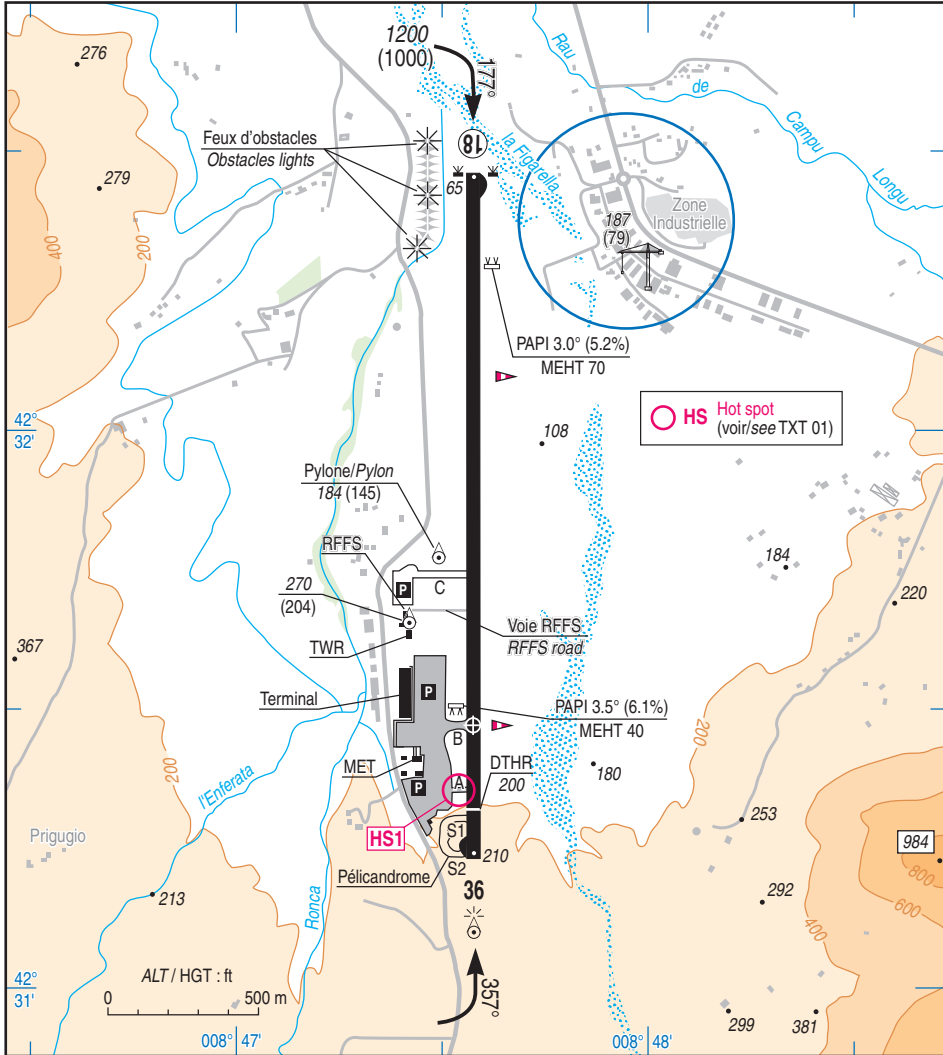 1200
(1000)
177°
276
Rau
de
Campu
Longu
Feux d'obstacles
Obstacles lights
18
la Figarella
279
65
Zone
Industrielle
187
(79)
400
200
PAPI 3.0° (5.2%)
MEHT 70
42°
32'
HS Hot spot
(voir/see TXT 01)
108
Pylone/Pylon
184 (145)
RFFS
P
C
184
220
270
(204)
Voie RFFS
RFFS road
TWR
367
P
Terminal
PAPI 3.5° (6.1%)
MEHT 40
B
200
200
MET
DTHR
200
180
A
P
l'Enferata
253
HS1
S1
Prigugio
S2
210
984
Pélicandrome
36
800
213
292
600
Ronca
400
ALT / HGT : ft
42°
31'
0
500 m
357°
299
381
008° 47'
008° 48'